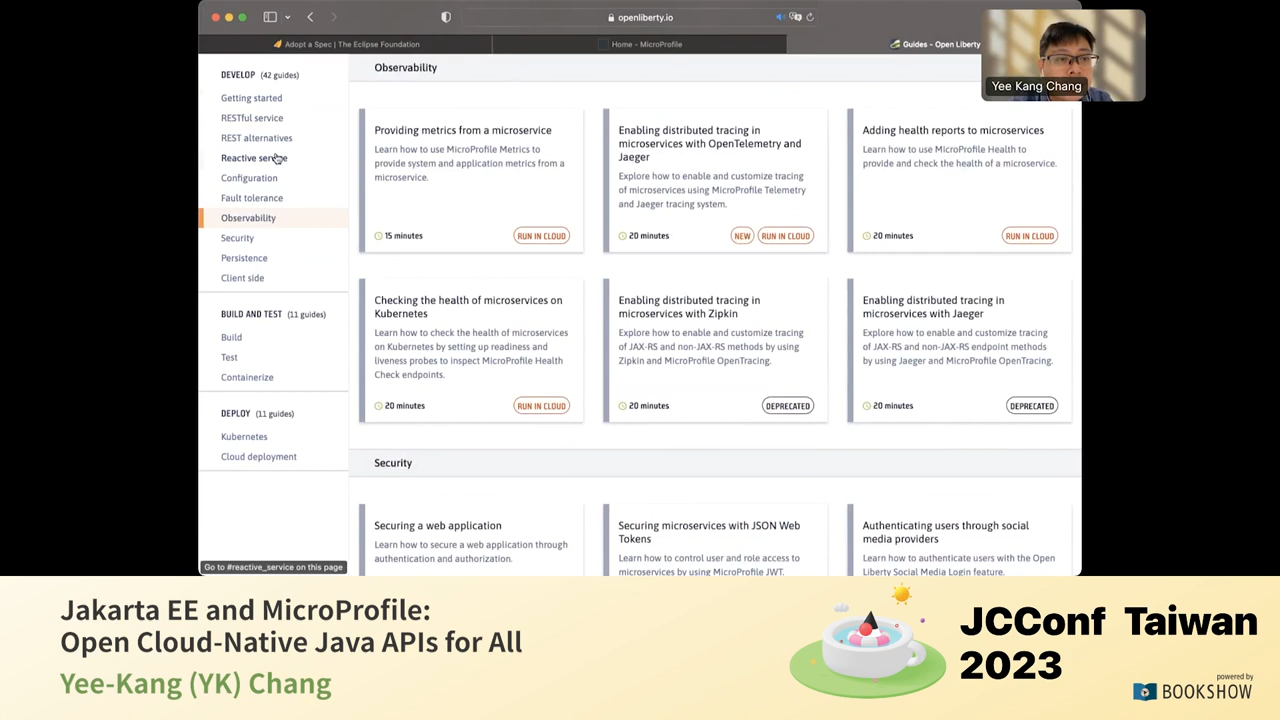 openliberty.io
Adopt a Spec | The Eclipse Foundation
Home - MicroProfile
Guides - Open Liberty
Yee Kang Chang
DEVELOP (42 guides)
Getting started
RESTful service
REST alternatives
Reactive service
Configuration
Fault tolerance
Observability
Security
Persistence
Client side
BUILD AND TEST (11 guides)
Build
Test
Containerize
DEPLOY (11 guides)
Kubernetes
Cloud deployment
Go to #reactive_service on this page
Observability
Providing metrics from a microservice
Learn how to use MicroProfile Metrics to
provide system and application metrics from a
microservice.
15 minutes
RUN IN CLOUD
Enabling distributed tracing in
microservices with OpenTelemetry and
Jaeger
Explore how to enable and customize tracing
of microservices using MicroProfile Telemetry
and Jaeger tracing system.
20 minutes
NEW
RUN IN CLOUD
Adding health reports to microservices
Learn how to use MicroProfile Health to
provide and check the health of a microservice.
20 minutes
RUN IN CLOUD
Checking the health of microservices on
Kubernetes
Learn how to check the health of microservices
on Kubernetes by setting up readiness and
liveness probes to inspect MicroProfile Health
Check endpoints.
20 minutes
RUN IN CLOUD
Enabling distributed tracing in
microservices with Zipkin
Explore how to enable and customize tracing
of JAX-RS and non-JAX-RS methods by using
Zipkin and MicroProfile OpenTracing.
20 minutes
DEPRECATED
Enabling distributed tracing in
microservices with Jaeger
Explore how to enable and customize tracing
of JAX-RS and non-JAX-RS endpoint methods
by using Jaeger and MicroProfile OpenTracing.
20 minutes
DEPRECATED
Security
Securing a web application
Learn how to secure a web application through
authentication and authorization.
Securing microservices with JSON Web
Tokens
Learn how to control user and role access to
microservices by using MicroProfile JWT.
Authenticating users through social
media providers
Learn how to authenticate users with the Open
Liberty Social Media Login feature.
Jakarta EE and MicroProfile:
Open Cloud-Native Java APIs for All
Yee-Kang (YK) Chang
JCConf Taiwan
2023
powered by
BOOKSHOW